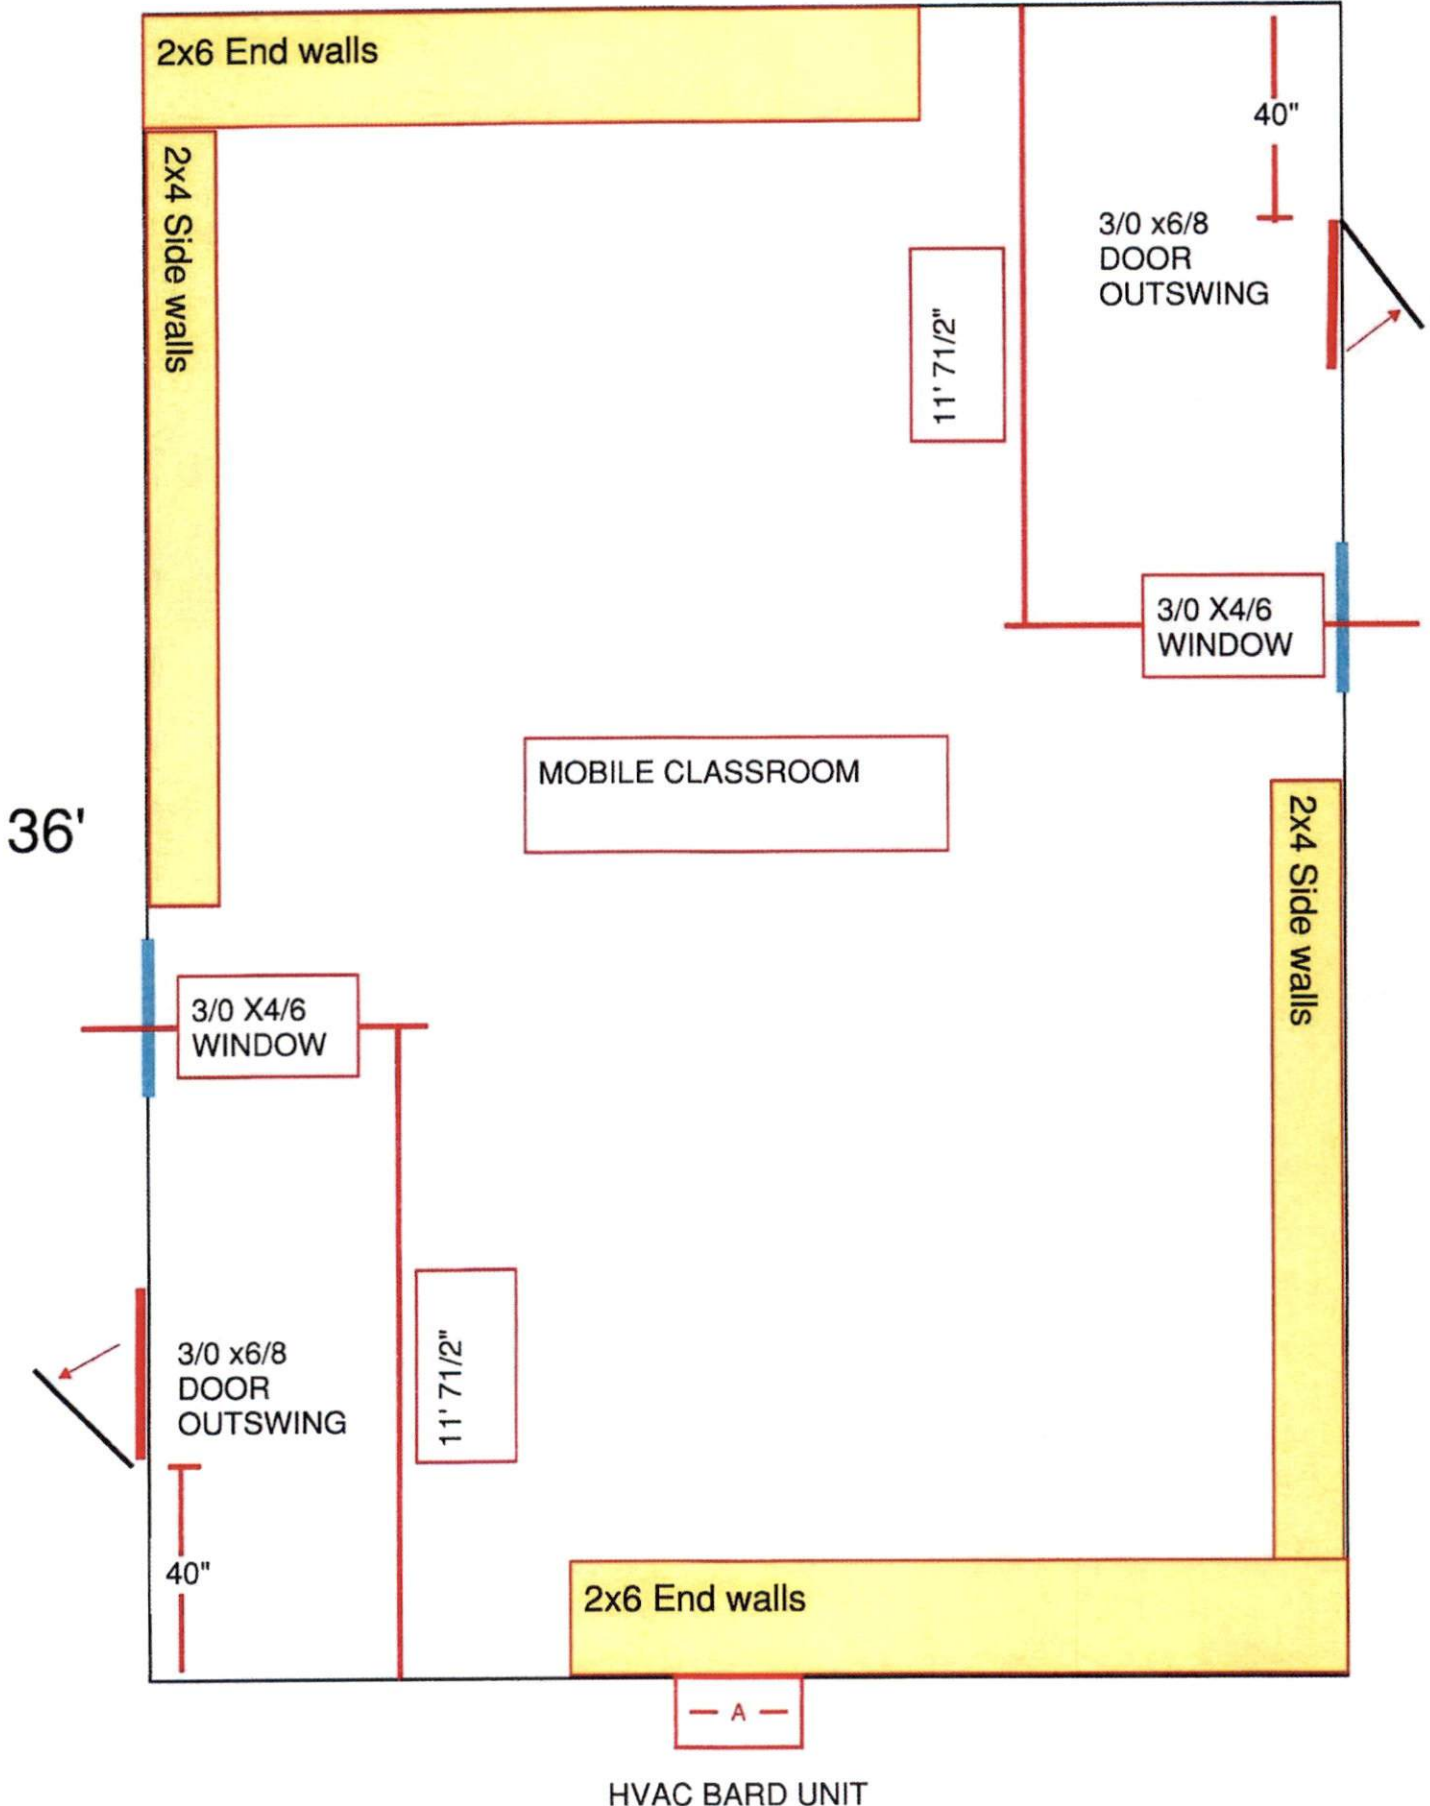 2x6 End walls
40"
2x4 Side walls
3/0 x6/8
DOOR
OUTSWING
11' 71/2"
3/0 X4/6
WINDOW
MOBILE CLASSROOM
36'
2x4 Side walls
3/0 X4/6
WINDOW
3/0 x6/8
DOOR
OUTSWING
11' 71/2"
40"
2x6 End walls
A
HVAC BARD UNIT